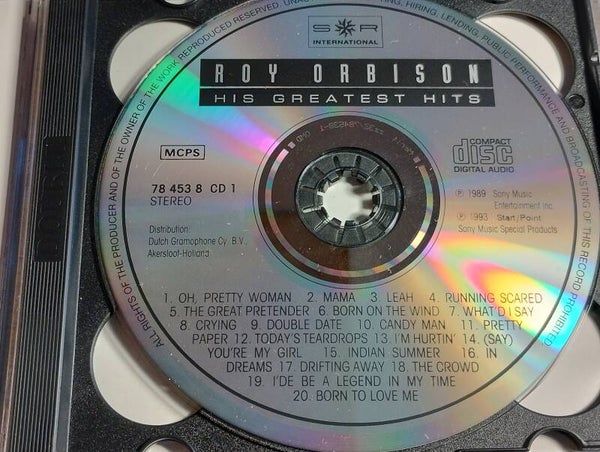 S R
INTERNATIONAL
ROY ORBISON
HIS GREATEST HITS
MCPS
COMPACT
disc
DIGITAL AUDIO
78 453 8 CD 1
STEREO
Ⓟ 1989 Sony Music
Entertainment Inc.
Ⓟ 1993 Start/Point
Sony Music Special Products
Distribution:
Dutch Gramophone Cy. B.V.
Akersloot-Holland
1. OH, PRETTY WOMAN 2. MAMA 3. LEAH 4. RUNNING SCARED
5. THE GREAT PRETENDER 6. BORN ON THE WIND 7. WHAT'D I SAY
8. CRYING 9. DOUBLE DATE 10. CANDY MAN 11. PRETTY
PAPER 12. TODAY'S TEARDROPS 13. I'M HURTIN' 14. (SAY)
YOU'RE MY GIRL 15. INDIAN SUMMER 16. IN
DREAMS 17. DRIFTING AWAY 18. THE CROWD
19. I'DE BE A LEGEND IN MY TIME
20. BORN TO LOVE ME
ALL RIGHTS OF THE PRODUCER AND OF THE OWNER OF THE WORK REPRODUCED RESERVED. HIRING, LENDING, PUBLIC PERFORMANCE AND BROADCASTING OF THIS RECORD PROHIBITED